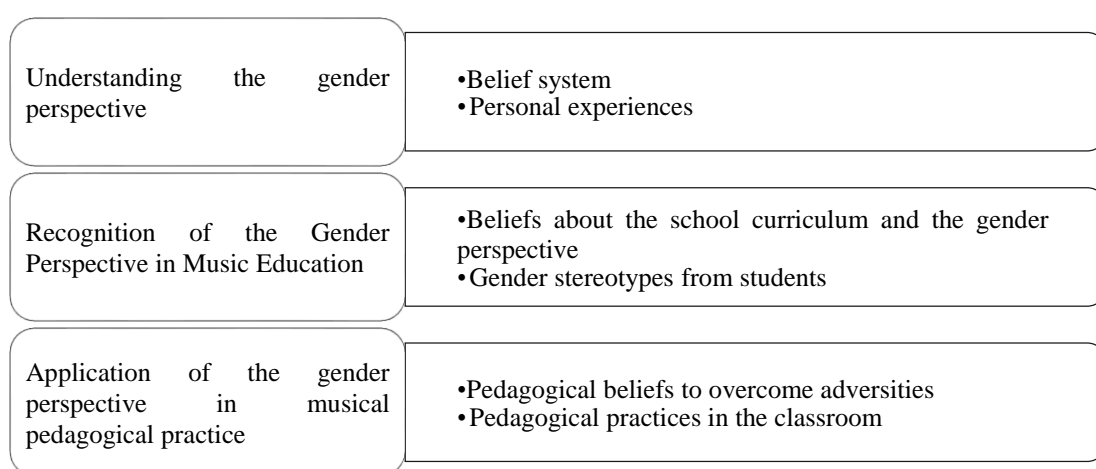 Understanding the gender
perspective
•Belief system
•Personal experiences
Recognition of the Gender
Perspective in Music Education
•Beliefs about the school curriculum and the gender
perspective
•Gender stereotypes from students
Application of the gender
perspective in musical
pedagogical practice
•Pedagogical beliefs to overcome adversities
•Pedagogical practices in the classroom